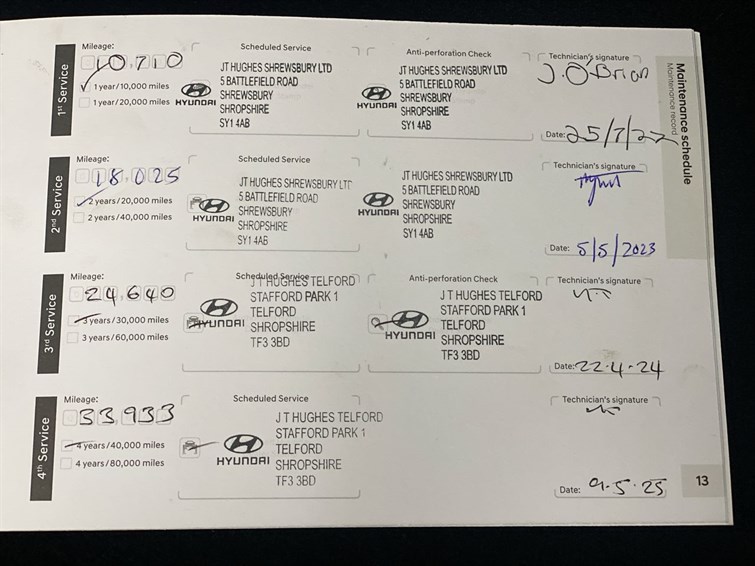 Maintenance schedule
Maintenance record
1st Service
Mileage:
10,710
1 year/10,000 miles
1 year/20,000 miles
Scheduled Service
HYUNDAI
JT HUGHES SHREWSBURY LTD
5 BATTLEFIELD ROAD
SHREWSBURY
SHROPSHIRE
SY1 4AB
Anti-perforation Check
HYUNDAI
JT HUGHES SHREWSBURY LTD
5 BATTLEFIELD ROAD
SHREWSBURY
SHROPSHIRE
SY1 4AB
Technician's signature
J. O'Brian
Date: 25/7/22
2nd Service
Mileage:
18,025
2 years/20,000 miles
2 years/40,000 miles
Scheduled Service
HYUNDAI
JT HUGHES SHREWSBURY LTD
5 BATTLEFIELD ROAD
SHREWSBURY
SHROPSHIRE
SY1 4AB
HYUNDAI
JT HUGHES SHREWSBURY LTD
5 BATTLEFIELD ROAD
SHREWSBURY
SHROPSHIRE
SY1 4AB
Technician's signature
Date: 5/5/2023
3rd Service
Mileage:
24,640
3 years/30,000 miles
3 years/60,000 miles
Scheduled Service
HYUNDAI
J T HUGHES TELFORD
STAFFORD PARK 1
TELFORD
SHROPSHIRE
TF3 3BD
Anti-perforation Check
HYUNDAI
J T HUGHES TELFORD
STAFFORD PARK 1
TELFORD
SHROPSHIRE
TF3 3BD
Technician's signature
Date: 22.4.24
4th Service
Mileage:
33,933
4 years/40,000 miles
4 years/80,000 miles
Scheduled Service
HYUNDAI
J T HUGHES TELFORD
STAFFORD PARK 1
TELFORD
SHROPSHIRE
TF3 3BD
Technician's signature
Date: 9.5.25
13